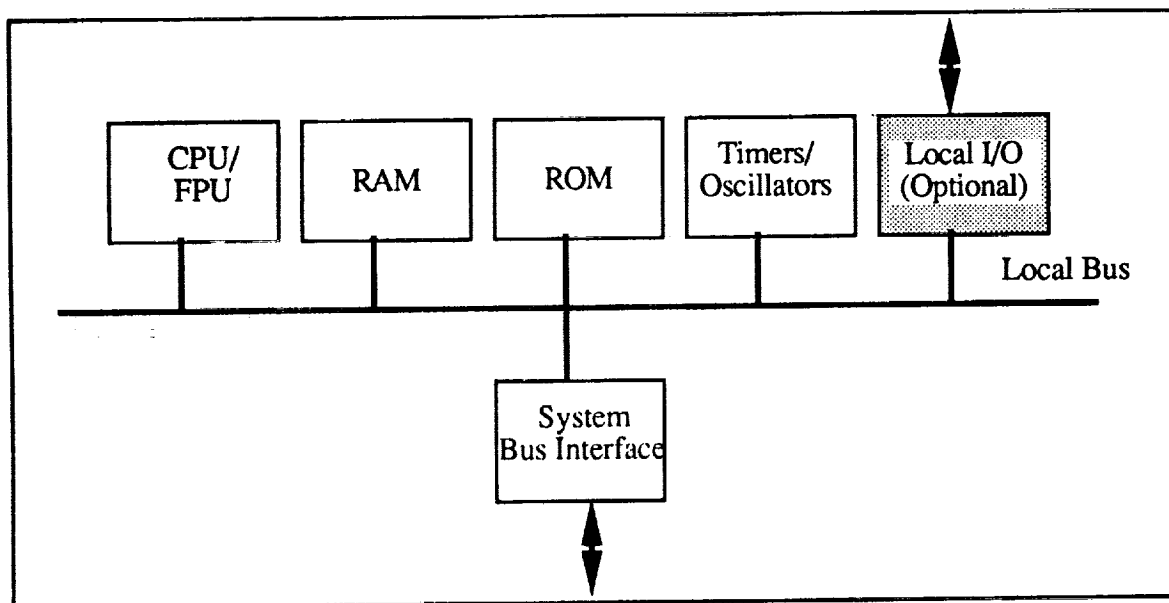 CPU/
FPU
RAM
ROM
Timers/
Oscillators
Local I/O
(Optional)
Local Bus
System
Bus Interface